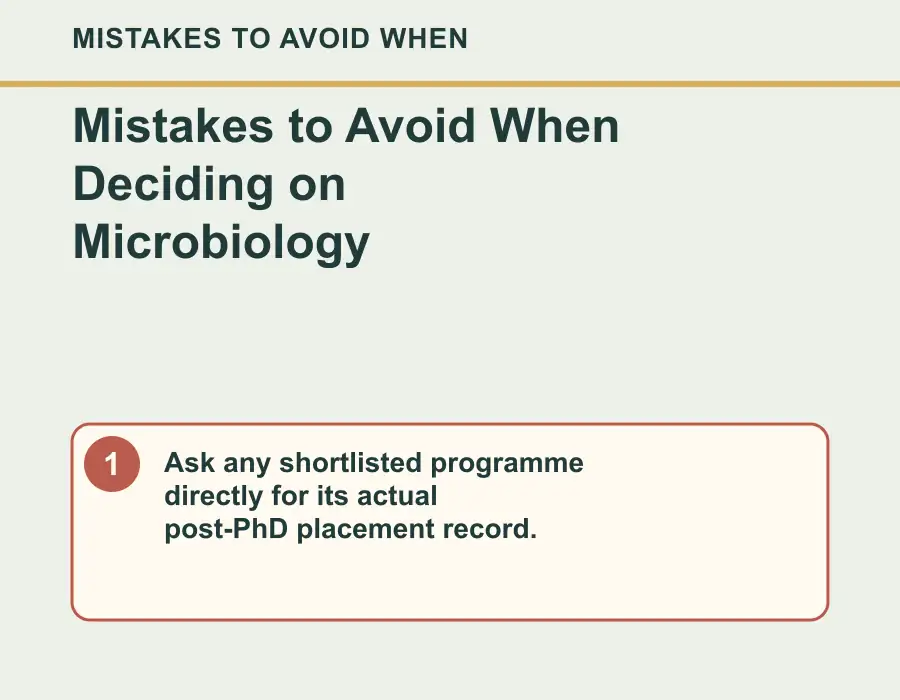 MISTAKES TO AVOID WHEN
Mistakes to Avoid When
Deciding on
Microbiology
1
Ask any shortlisted programme
directly for its actual
post-PhD placement record.